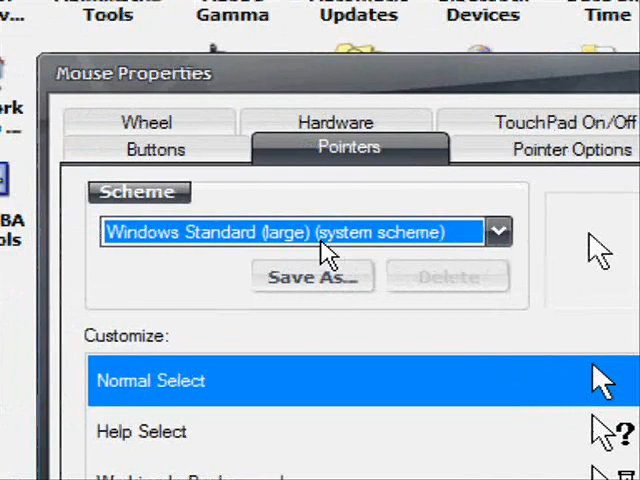 Tools
Gamma
Updates
Devices
Time
Mouse Properties
Wheel
Hardware
TouchPad On/Off
Buttons
Pointers
Pointer Options
Scheme
Windows Standard (large) (system scheme)
Save As...
Delete
Customize:
Normal Select
Help Select